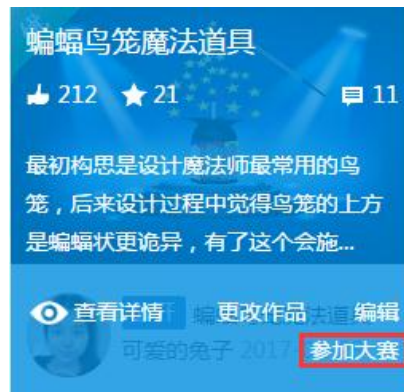 蝙蝠鸟笼魔法道具
212 21 11
最初构思是设计魔法师最常用的鸟
笼，后来设计过程中觉得鸟笼的上方
是蝙蝠状更诡异，有了这个会施...
查看详情 更改作品 编辑
可爱的兔子 2017 参加大赛